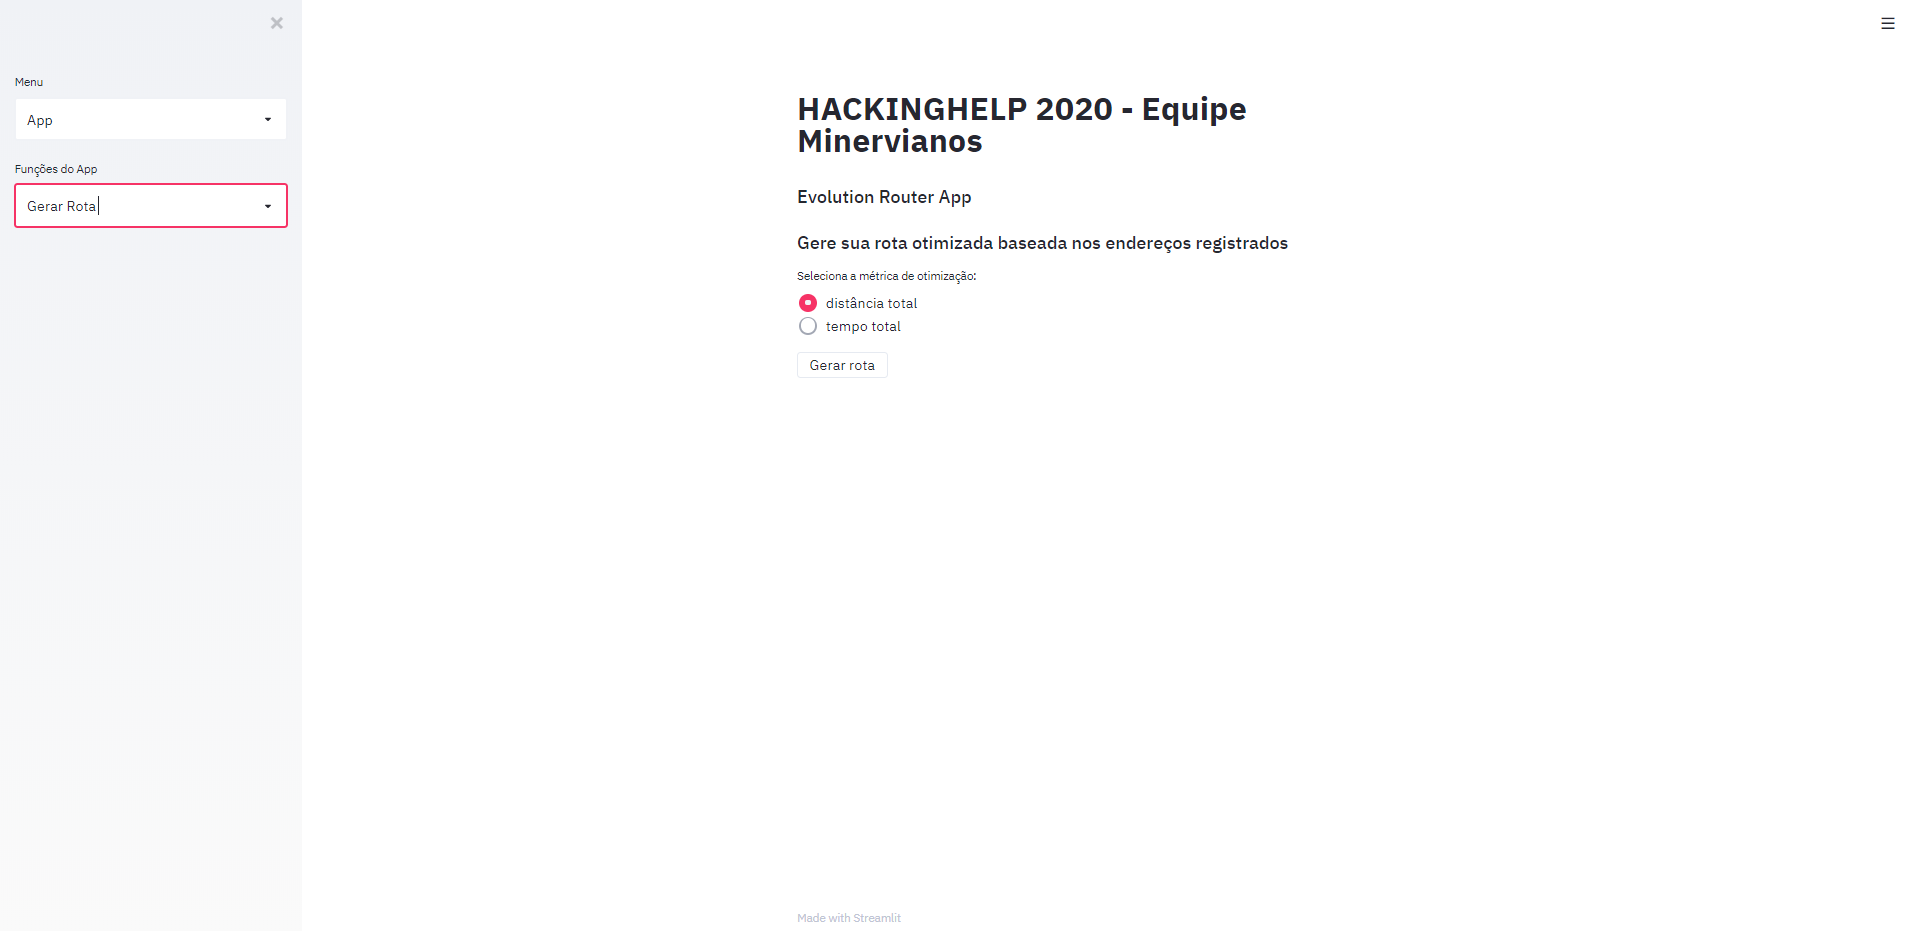 Menu
App
Funções do App
Gerar Rota
HACKINGHELP 2020 - Equipe
Minervianos
Evolution Router App
Gere sua rota otimizada baseada nos endereços registrados
Seleciona a métrica de otimização:
distância total
tempo total
Gerar rota
Made with Streamlit